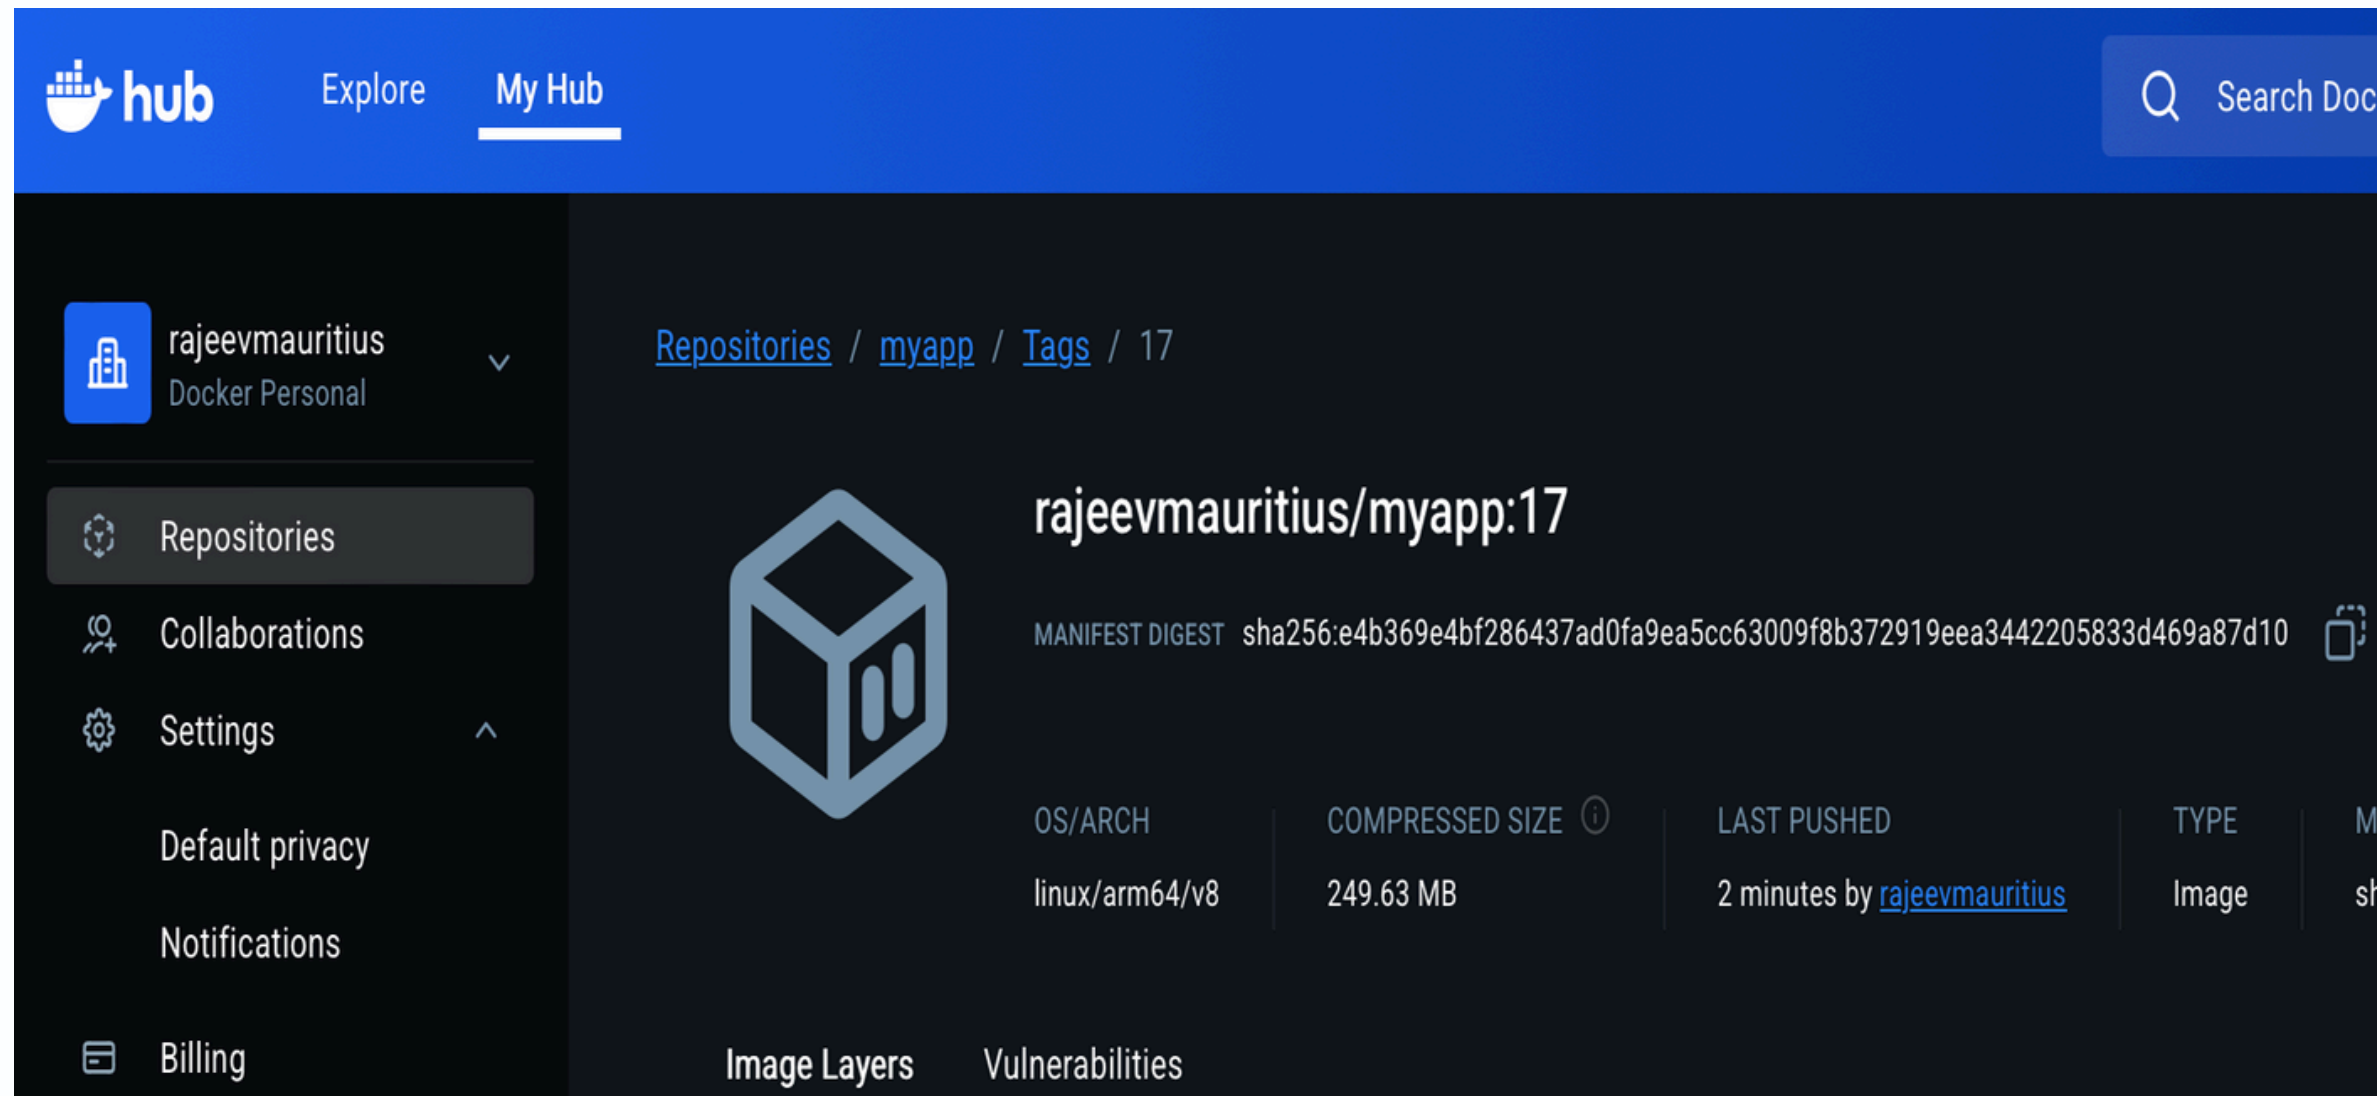 hub Explore My Hub Search Doc
rajeevmauritius
Docker Personal
Repositories / myapp / Tags / 17
rajeevmauritius/myapp:17
MANIFEST DIGEST sha256:e4b369e4bf286437ad0fa9ea5cc63009f8b372919eea3442205833d469a87d10
Repositories
Collaborations
Settings
Default privacy
Notifications
Billing
OS/ARCH COMPRESSED SIZE LAST PUSHED TYPE M
linux/arm64/v8 249.63 MB 2 minutes by rajeevmauritius Image sh
Image Layers Vulnerabilities